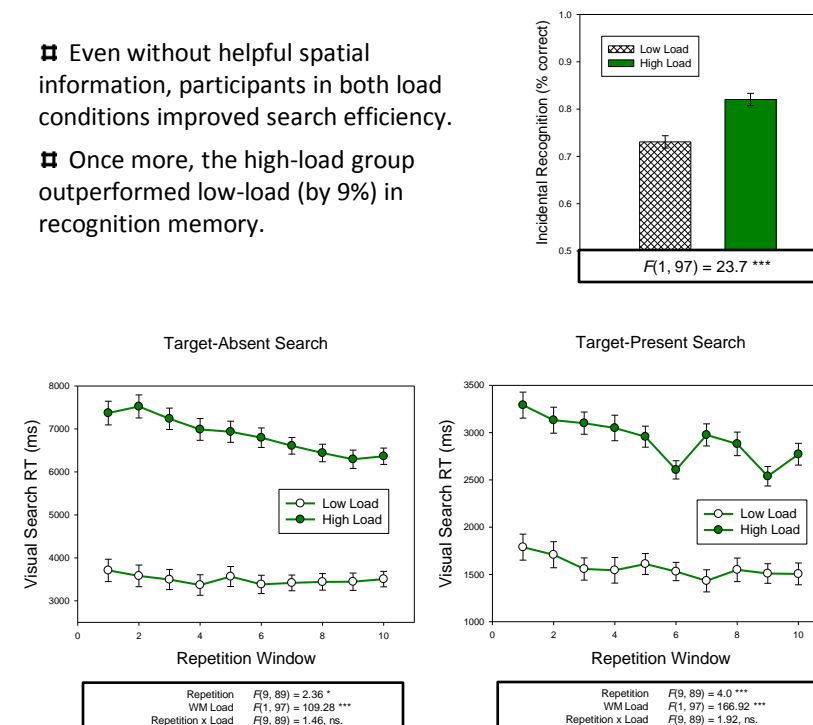 Even without helpful spatial
information, participants in both load
conditions improved search efficiency.
Once more, the high-load group
outperformed low-load (by 9%) in
recognition memory.
Incidental Recognition (% correct)
1.0
0.9
0.8
0.7
0.6
0.5
Low Load
High Load
F(1, 97) = 23.7 ***
Target-Absent Search
Visual Search RT (ms)
8000
7000
6000
5000
4000
3000
Low Load
High Load
0 2 4 6 8 10
Repetition Window
Repetition F(9, 89) = 2.36 *
WM Load F(1, 97) = 109.28 ***
Repetition x Load F(9, 89) = 1.46, ns.
Target-Present Search
Visual Search RT (ms)
3500
3000
2500
2000
1500
1000
Low Load
High Load
0 2 4 6 8 10
Repetition Window
Repetition F(9, 89) = 4.0 ***
WM Load F(1, 97) = 166.92 ***
Repetition x Load F(9, 89) = 1.92, ns.